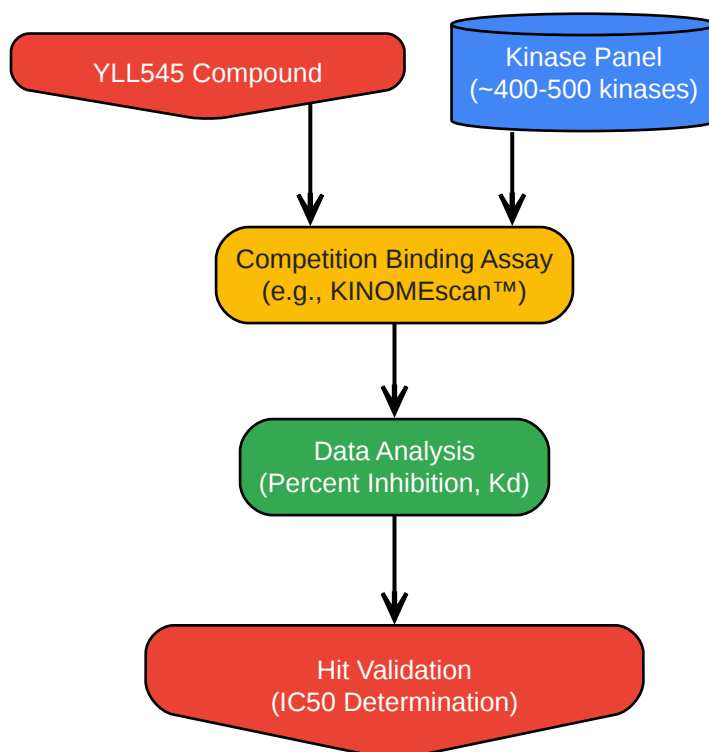 YLL545 Compound
Kinase Panel
(~400-500 kinases)
Competition Binding Assay
(e.g., KINOMEscan™)
Data Analysis
(Percent Inhibition, Kd)
Hit Validation
(IC50 Determination)